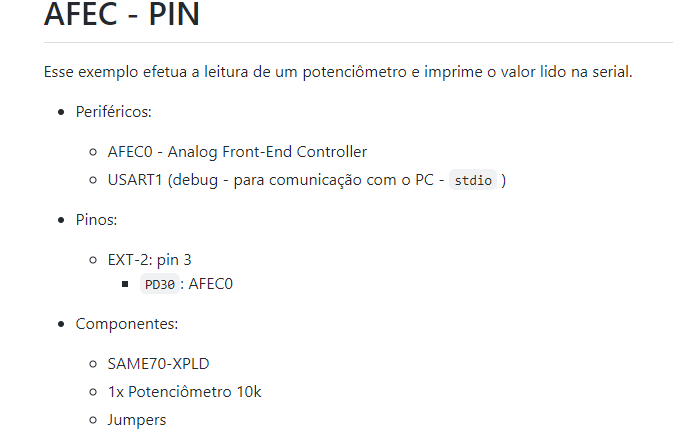 AFEC - PIN
Esse exemplo efetua a leitura de um potenciômetro e imprime o valor lido na serial.
Periféricos:
AFEC0 - Analog Front-End Controller
USART1 (debug - para comunicação com o PC - stdio )
Pinos:
EXT-2: pin 3
PD30 : AFEC0
Componentes:
SAME70-XPLD
1x Potenciômetro 10k
Jumpers